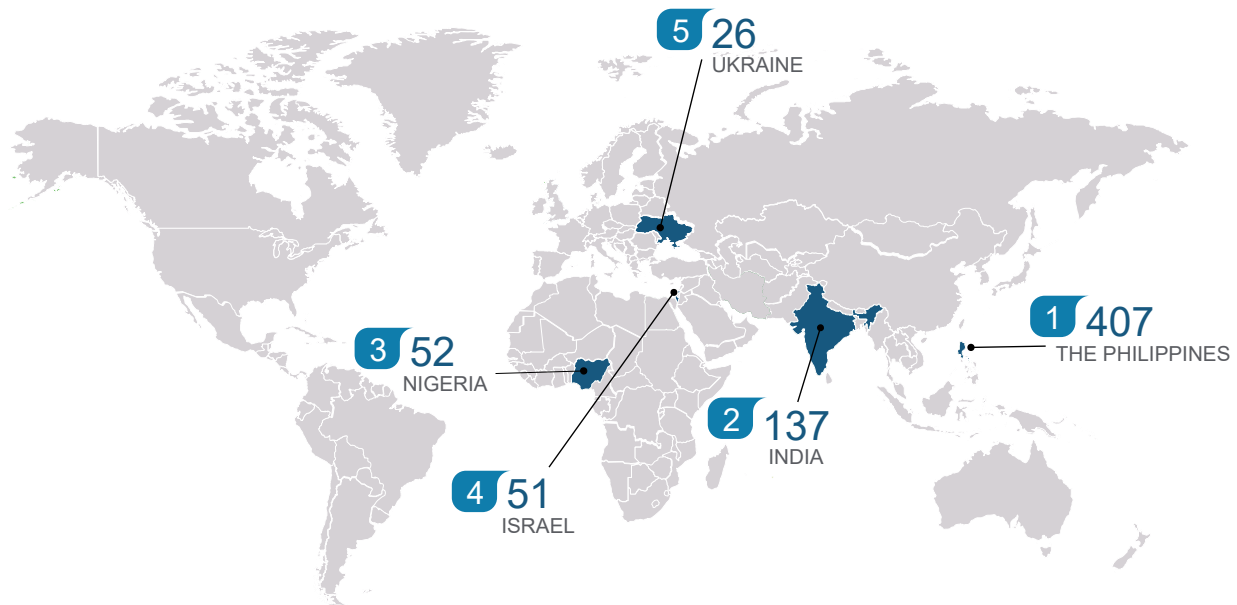 5 26
UKRAINE
1 407
THE PHILIPPINES
3 52
NIGERIA
2 137
INDIA
4 51
ISRAEL